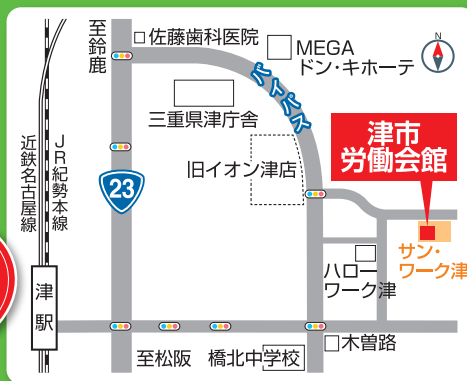 至鈴鹿
佐藤歯科医院
MEGA
ドン・キホーテ
N
バイパス
三重県津庁舎
旧イオン津店
津市
労働会館
近鉄名古屋線
JR紀勢本線
23
サン・
ワーク津
ハロー
ワーク津
津駅
木曽路
至松阪
橋北中学校